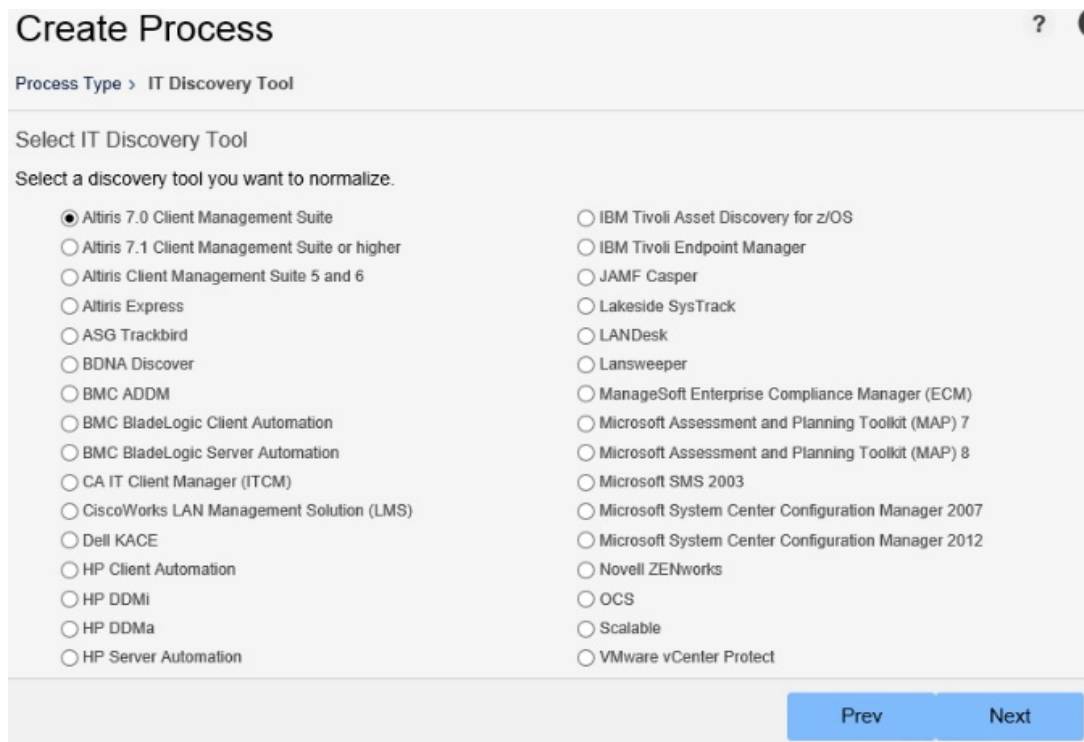 Create Process
?
Process Type > IT Discovery Tool
Select IT Discovery Tool
Select a discovery tool you want to normalize.
Altiris 7.0 Client Management Suite
Altiris 7.1 Client Management Suite or higher
Altiris Client Management Suite 5 and 6
Altiris Express
ASG Trackbird
BDNA Discover
BMC ADDM
BMC BladeLogic Client Automation
BMC BladeLogic Server Automation
CA IT Client Manager (ITCM)
CiscoWorks LAN Management Solution (LMS)
Dell KACE
HP Client Automation
HP DDMi
HP DDMa
HP Server Automation
IBM Tivoli Asset Discovery for z/OS
IBM Tivoli Endpoint Manager
JAMF Casper
Lakeside SysTrack
LANDesk
Lansweeper
ManageSoft Enterprise Compliance Manager (ECM)
Microsoft Assessment and Planning Toolkit (MAP) 7
Microsoft Assessment and Planning Toolkit (MAP) 8
Microsoft SMS 2003
Microsoft System Center Configuration Manager 2007
Microsoft System Center Configuration Manager 2012
Novell ZENworks
OCS
Scalable
VMware vCenter Protect
Prev
Next